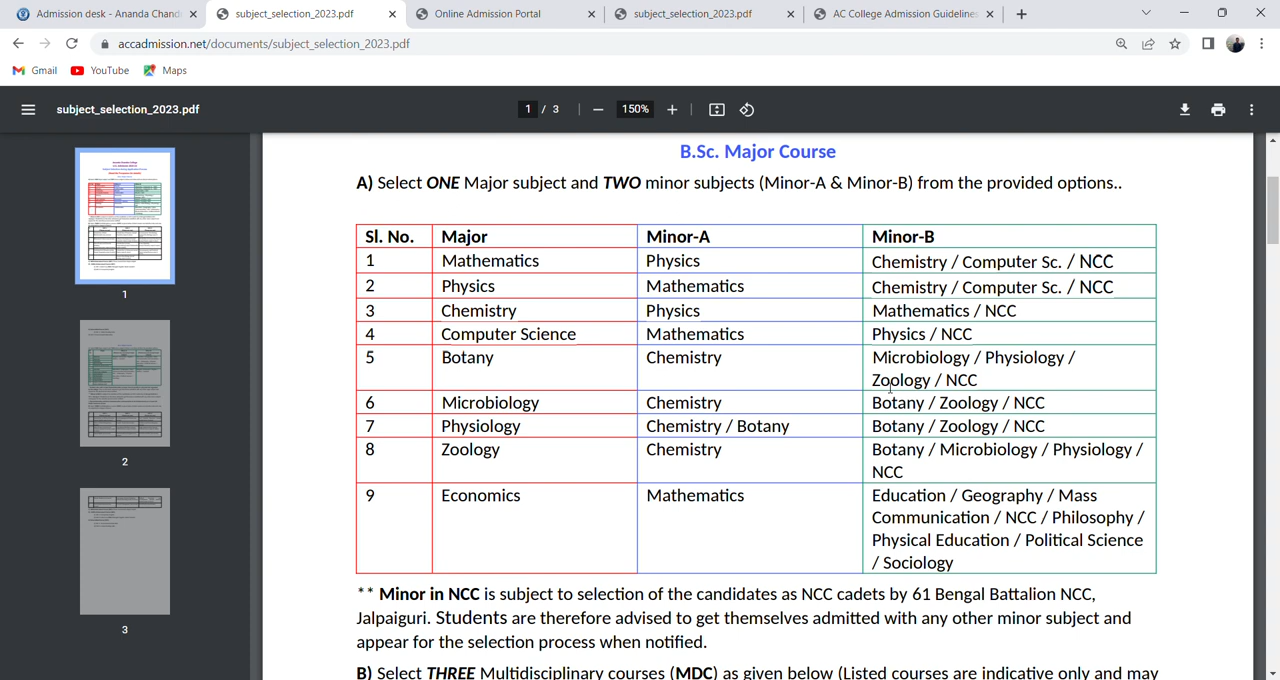 Admission desk - Ananda Chand
subject_selection_2023.pdf
Online Admission Portal
subject_selection_2023.pdf
AC College Admission Guidelines
accadmission.net/documents/subject_selection_2023.pdf
Gmail
YouTube
Maps
subject_selection_2023.pdf
1 / 3
150%
B.Sc. Major Course
A) Select ONE Major subject and TWO minor subjects (Minor-A & Minor-B) from the provided options..
Sl. No. Major Minor-A Minor-B
1 Mathematics Physics Chemistry / Computer Sc. / NCC
2 Physics Mathematics Chemistry / Computer Sc. / NCC
3 Chemistry Physics Mathematics / NCC
4 Computer Science Mathematics Physics / NCC
5 Botany Chemistry Microbiology / Physiology /
Zoology / NCC
6 Microbiology Chemistry Botany / Zoology / NCC
7 Physiology Chemistry / Botany Botany / Zoology / NCC
8 Zoology Chemistry Botany / Microbiology / Physiology /
NCC
9 Economics Mathematics Education / Geography / Mass
Communication / NCC / Philosophy /
Physical Education / Political Science
/ Sociology
** Minor in NCC is subject to selection of the candidates as NCC cadets by 61 Bengal Battalion NCC,
Jalpaiguri. Students are therefore advised to get themselves admitted with any other minor subject and
appear for the selection process when notified.
B) Select THREE Multidisciplinary courses (MDC) as given below (Listed courses are indicative only and may
1
2
3